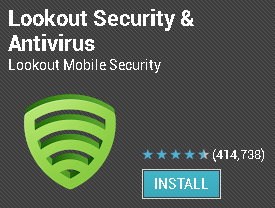 Lookout Security &
Antivirus
Lookout Mobile Security
(414,738)
INSTALL